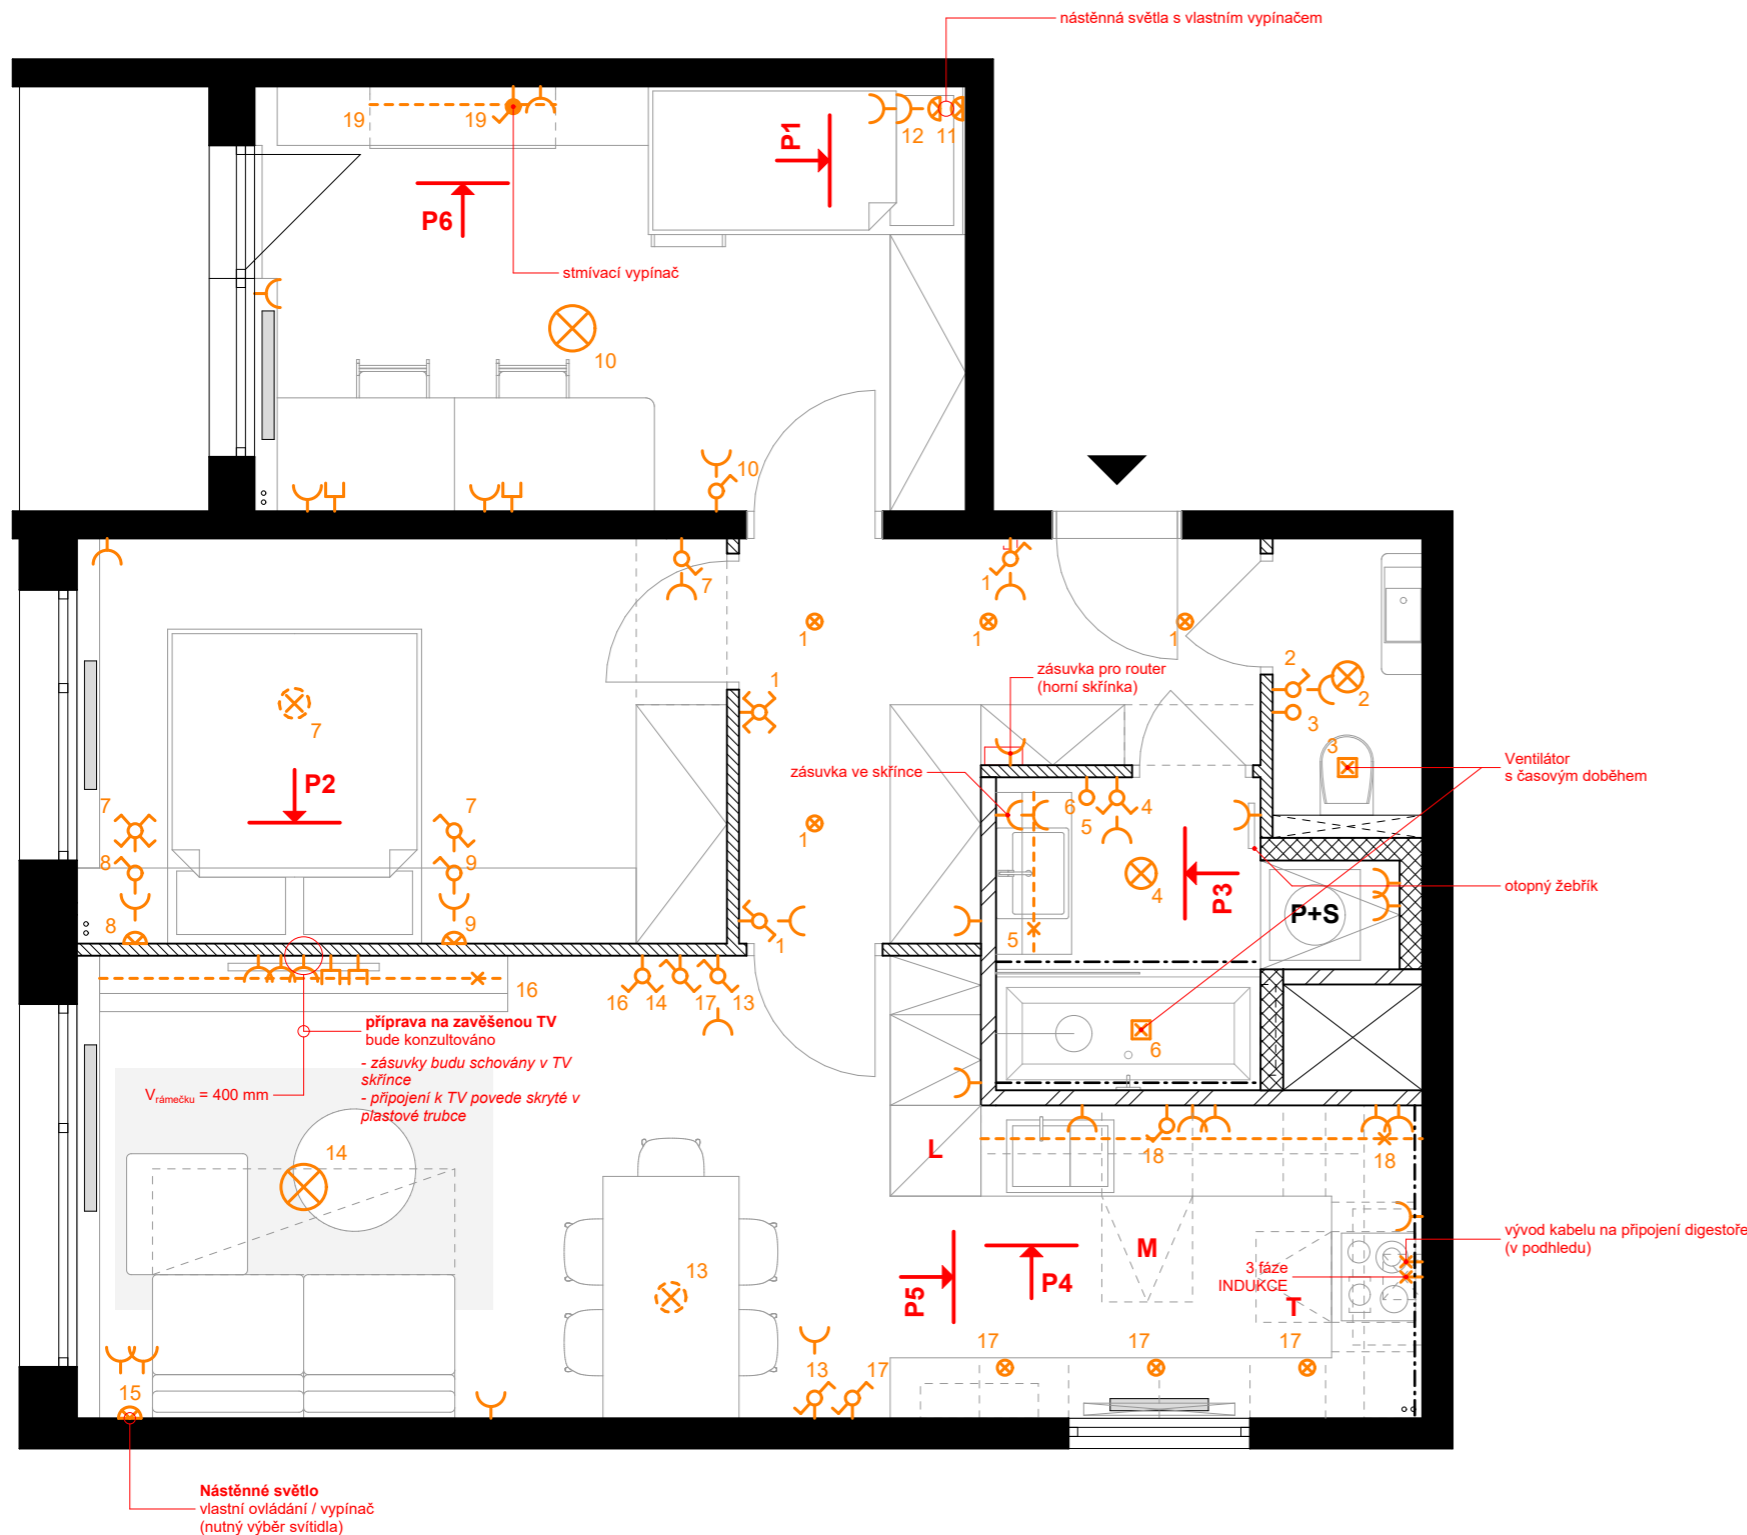 nástěnná světla s vlastním vypínačem
19
19
12
11
P1
P6
stmívací vypínač
10
10
7
1
1
1
1
2
2
3
3
zásuvka pro router
(horní skřínka)
7
1
Ventilátor
s časovým doběhem
zásuvka ve skřínce
P2
7
7
6
5
4
1
8
9
4
P3
otopný žebřík
P+S
8
9
1
5
16
16
14
17
13
příprava na zavěšenou TV
bude konzultováno
- zásuvky budu schovány v TV
skřínce
- připojení k TV povede skryté v
plastové trubce
Vrámečku = 400 mm
6
14
L
18
18
vývod kabelu na připojení digestoře
(v podhledu)
M
3 fáze
INDUKCE
T
P5
P4
13
17
17
17
13
17
15
Nástěnné světlo
vlastní ovládání / vypínač
(nutný výběr svítidla)